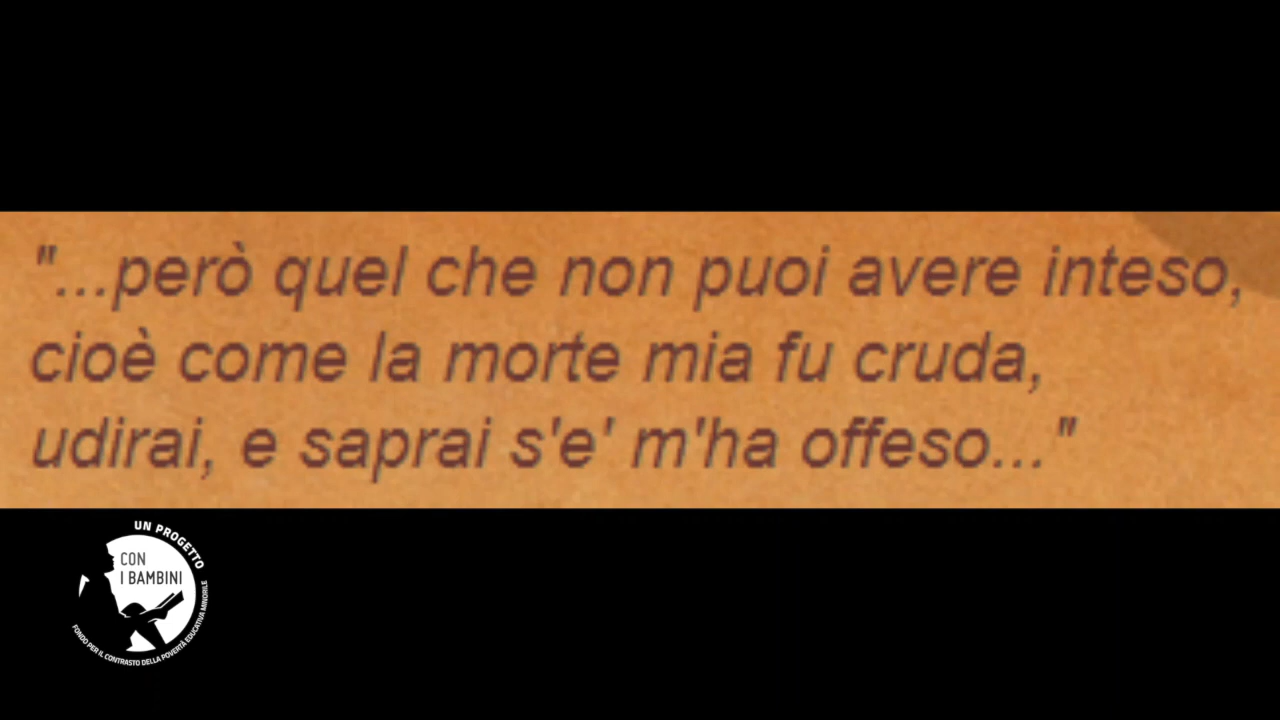 "...però quel che non puoi avere inteso,
cioè come la morte mia fu cruda,
udirai, e saprai s'e' m'ha offeso..."
UN PROGETTO
CON
I BAMBINI
FONDO PER IL CONTRASTO DELLA POVERTÀ EDUCATIVA MINORILE